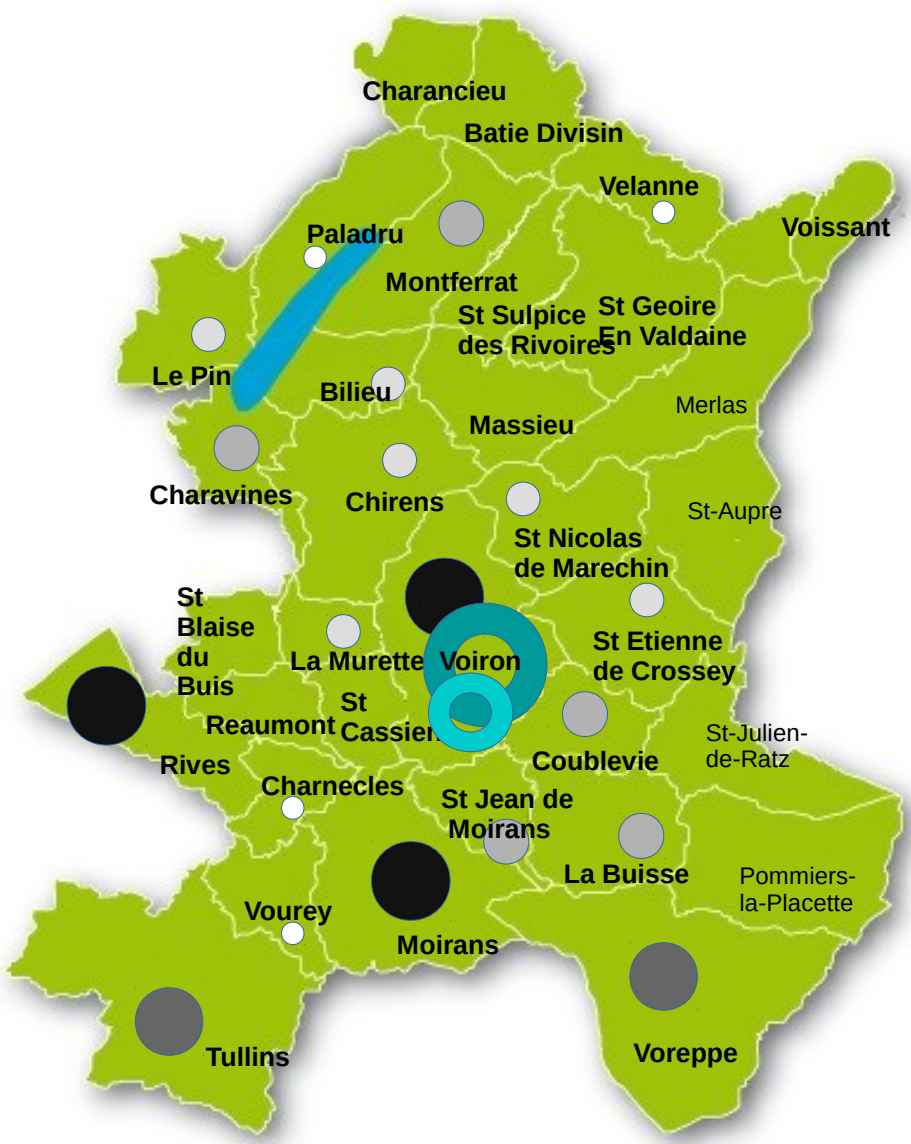 Charancieu
Batie Divisin
Velanne
Voissant
Paladru
Montferrat
St Sulpice
des Rivoires
St Geoire
En Valdaine
Le Pin
Bilieu
Merlas
Massieu
Charavines
Chirens
St-Aupre
St Nicolas
de Marechin
St
Blaise
du
Buis
La Murette
Voiron
St Etienne
de Crossey
Reaumont
St
Cassien
Rives
Coublevie
St-Julien-
de-Ratz
Charnecles
St Jean de
Moirans
La Buisse
Pommiers-
la-Placette
Vourey
Moirans
Tullins
Voreppe